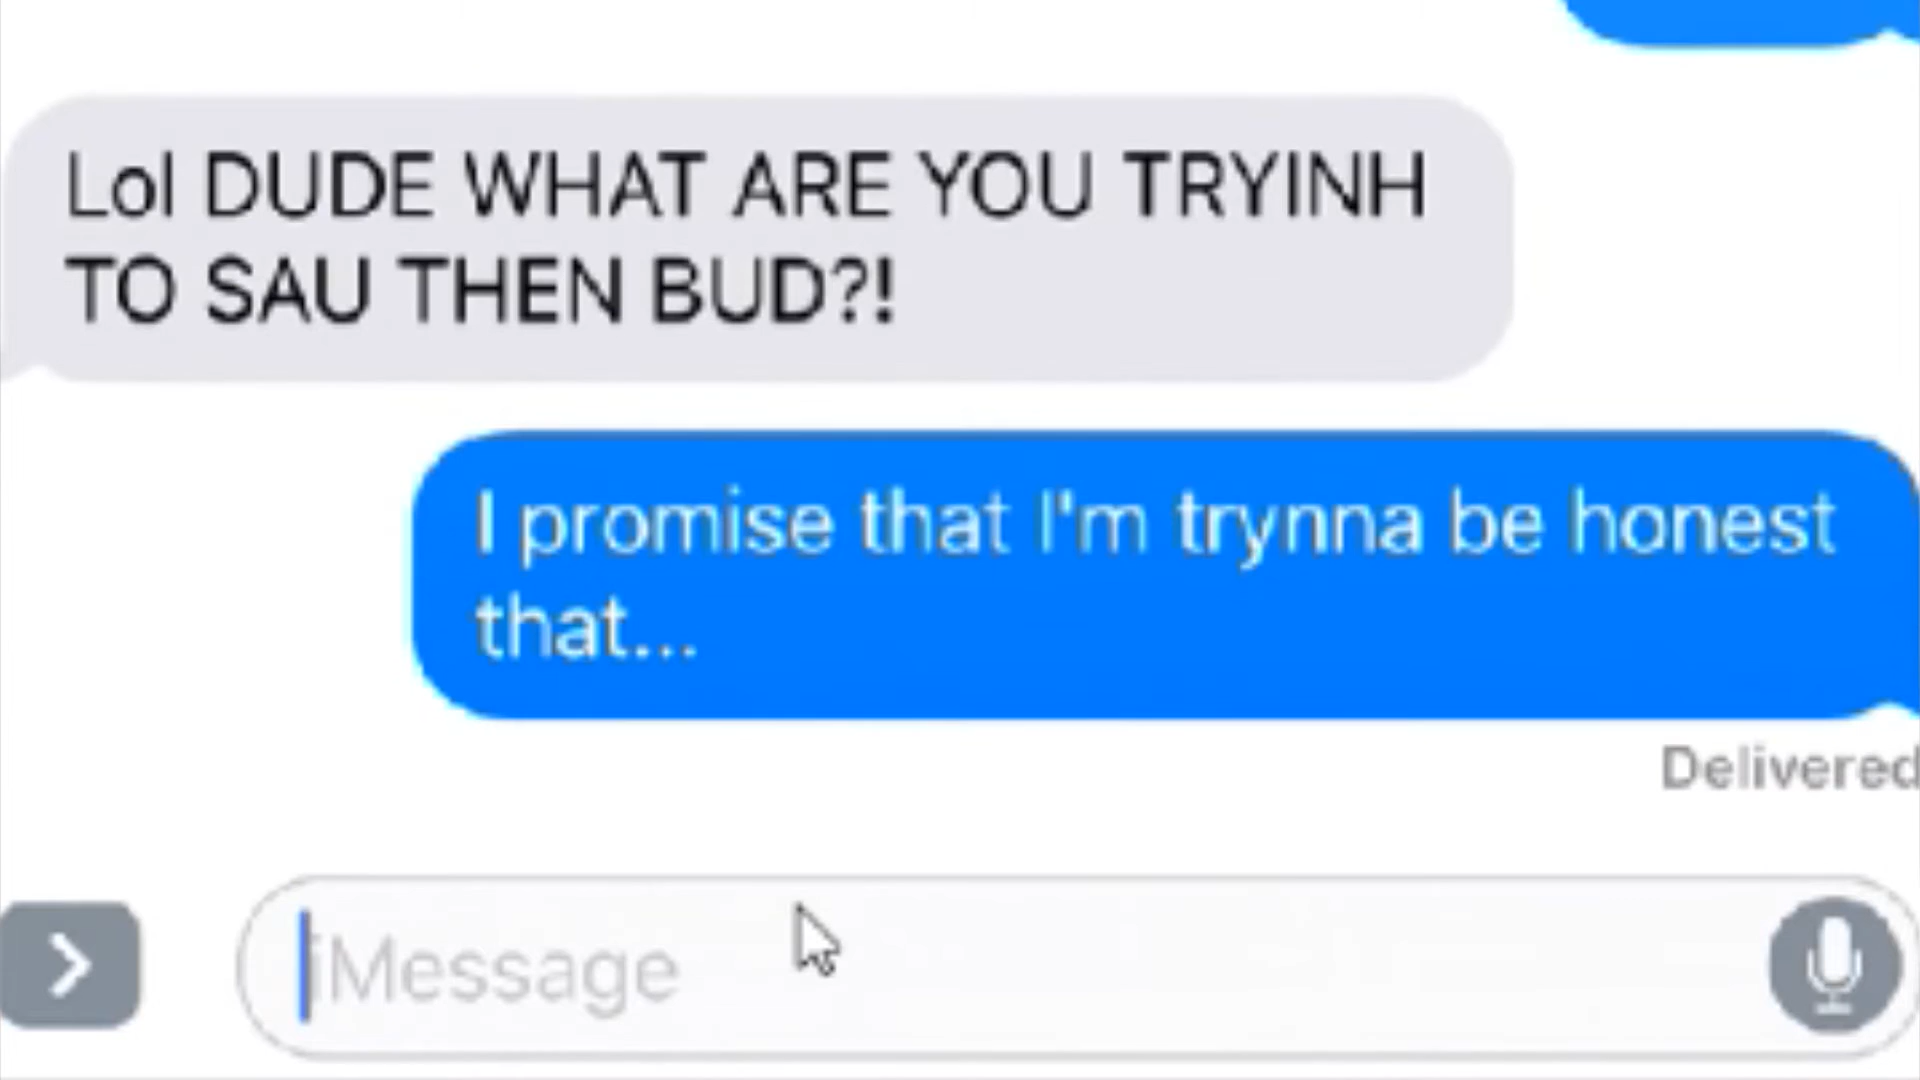 Lol DUDE WHAT ARE YOU TRYINH
TO SAU THEN BUD?!
I promise that I'm trynna be honest
that...
Delivered
iMessage